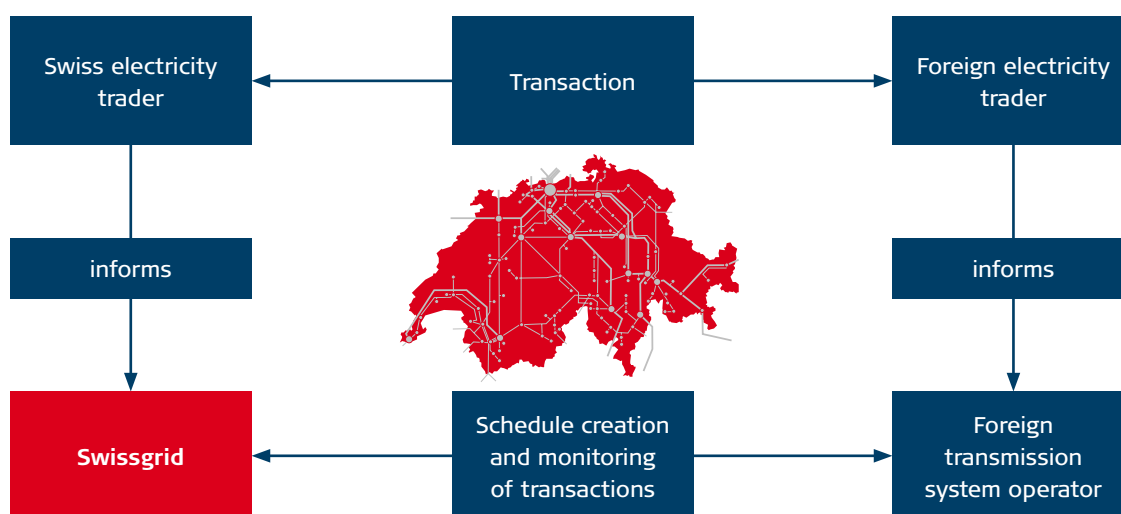 Swiss electricity
trader
Transaction
Foreign electricity
trader
informs
informs
Swissgrid
Schedule creation
and monitoring
of transactions
Foreign
transmission
system operator